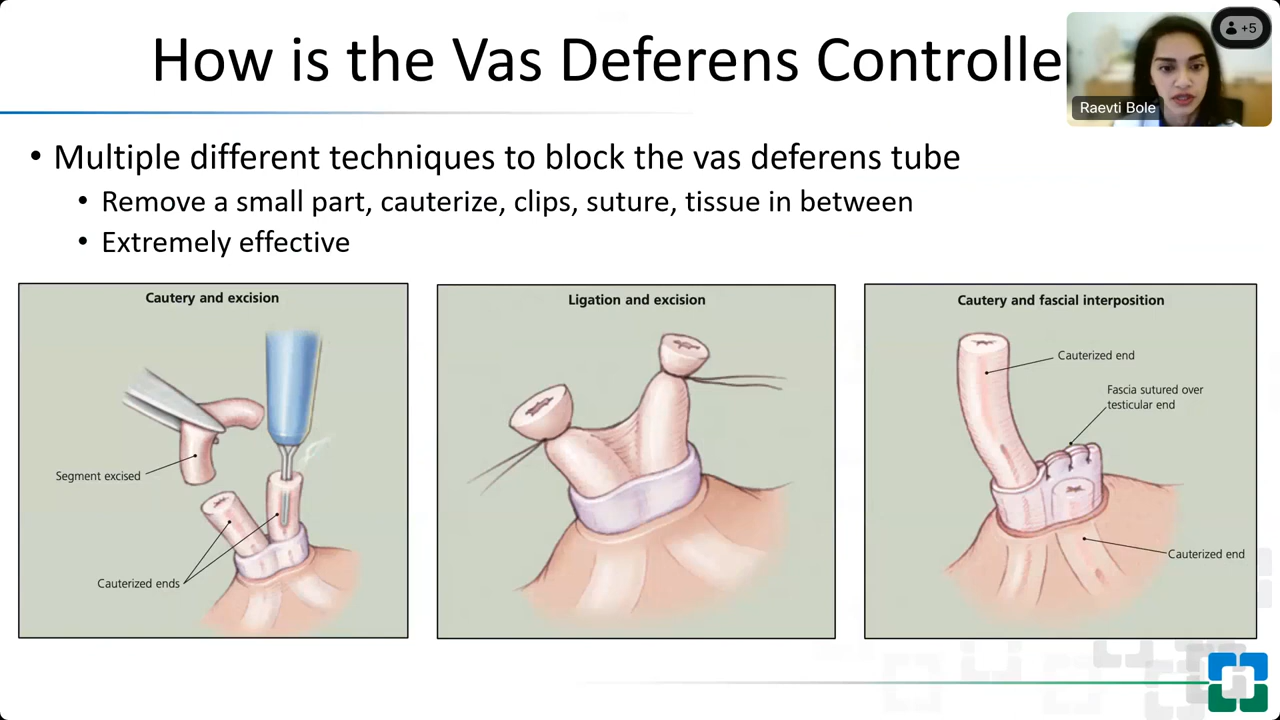 How is the Vas Deferens Controlle
+5
Raevti Bole
• Multiple different techniques to block the vas deferens tube
• Remove a small part, cauterize, clips, suture, tissue in between
• Extremely effective
Cautery and excision
Segment excised
Cauterized ends
Ligation and excision
Cautery and fascial interposition
Cauterized end
Fascia sutured over
testicular end
Cauterized end